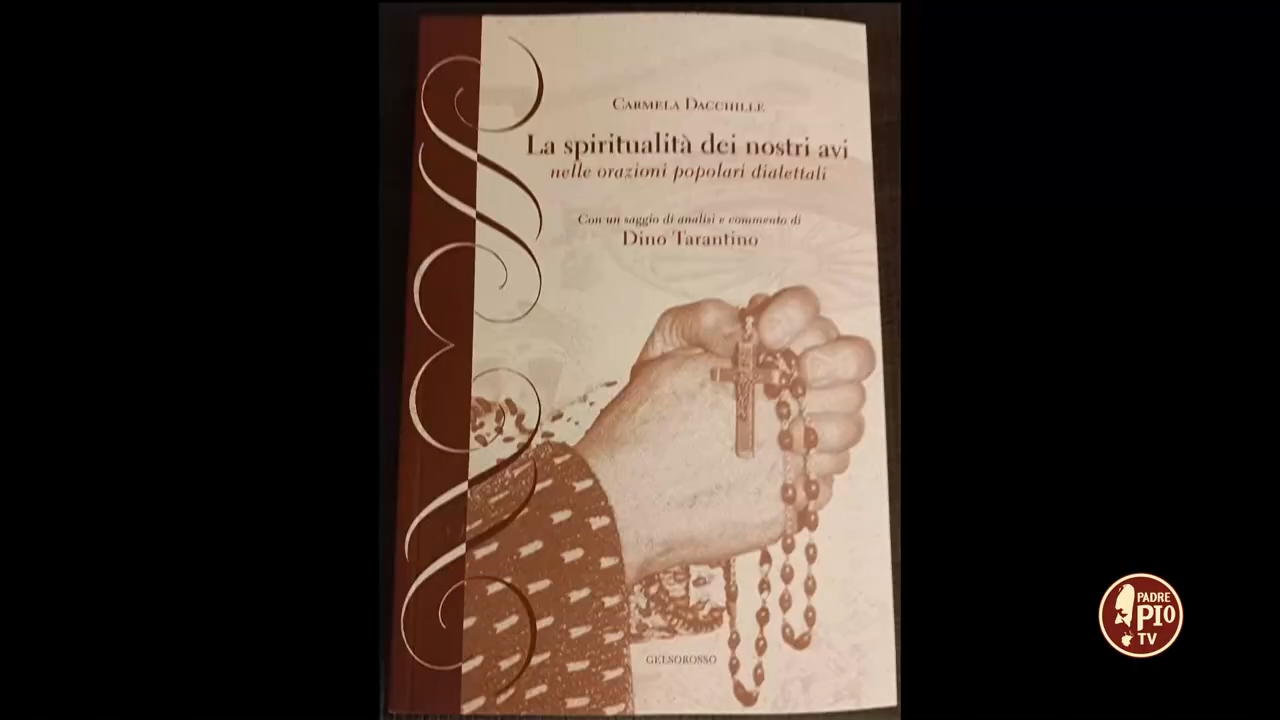 CARMELA DACCHILLE
La spiritualità dei nostri avi
nelle orazioni popolari dialettali
Con un saggio di analisi e commento di
Dino Tarantino
GELSOROSSO
PADRE
PIO
TV